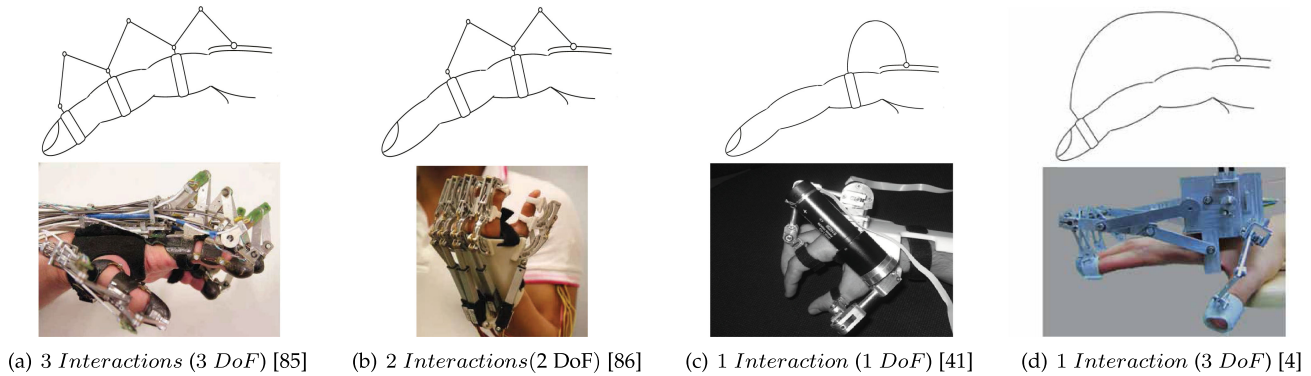 (a) 3 Interactions (3 DoF) [85]
(b) 2 Interactions(2 DoF) [86]
(c) 1 Interaction (1 DoF) [41]
(d) 1 Interaction (3 DoF) [4]